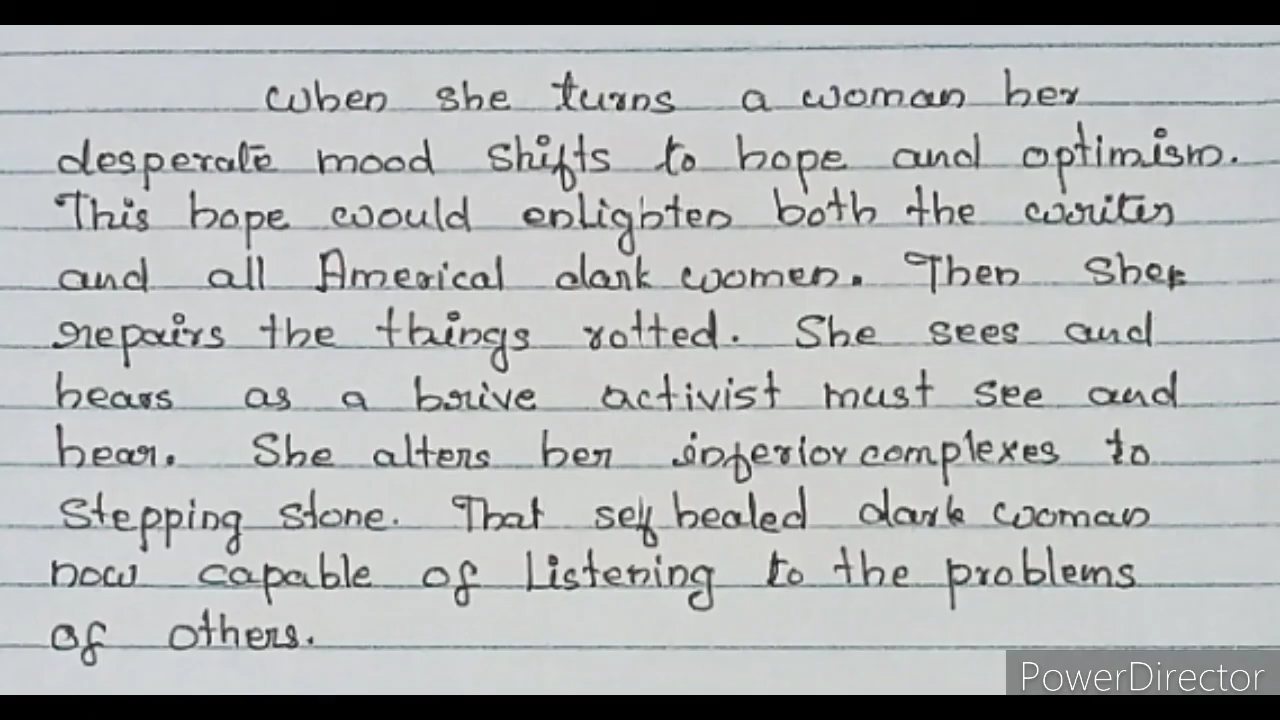 When she turns a woman her
desperate mood shifts to hope and optimism.
This hope would enlighten both the writer
and all Americal dark women. Then she
repairs the things rotted. She sees and
hears as a brive activist must see and
hear. She alters her inferior complexes to
stepping stone. That self healed dark woman
now capable of listening to the problems
of others.
PowerDirector